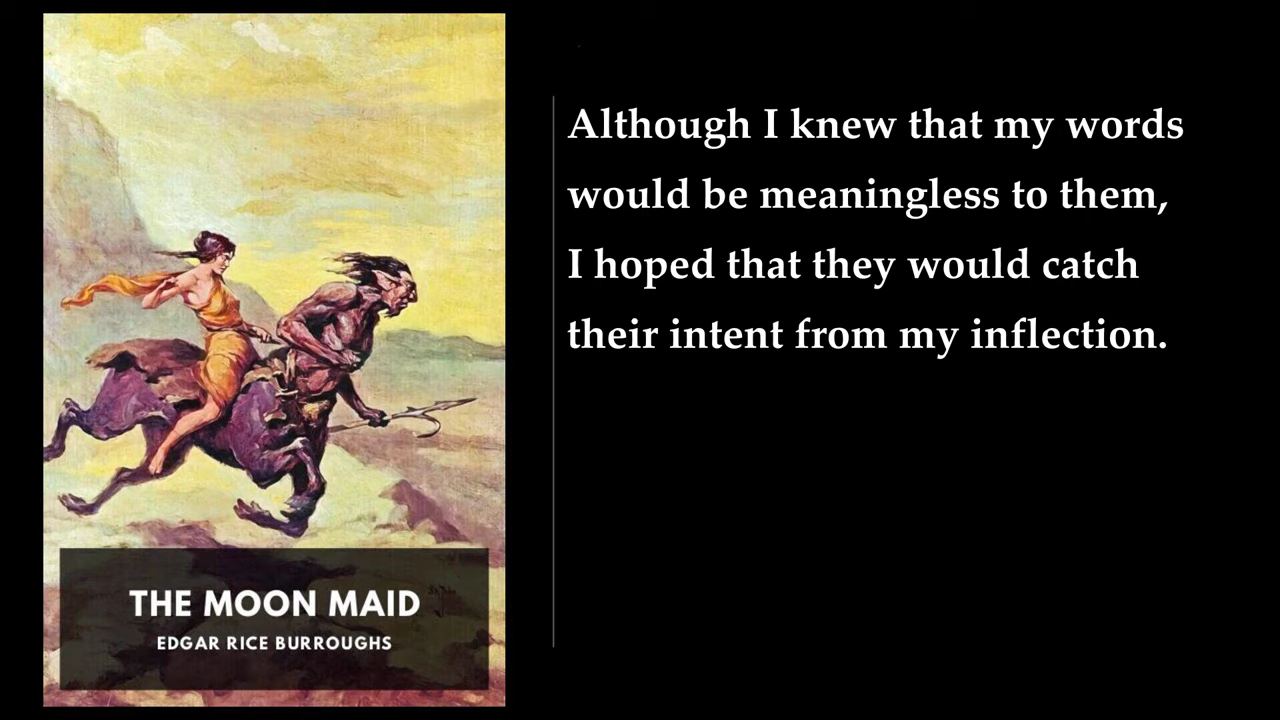 Although I knew that my words
would be meaningless to them,
I hoped that they would catch
their intent from my inflection.
THE MOON MAID
EDGAR RICE BURROUGHS